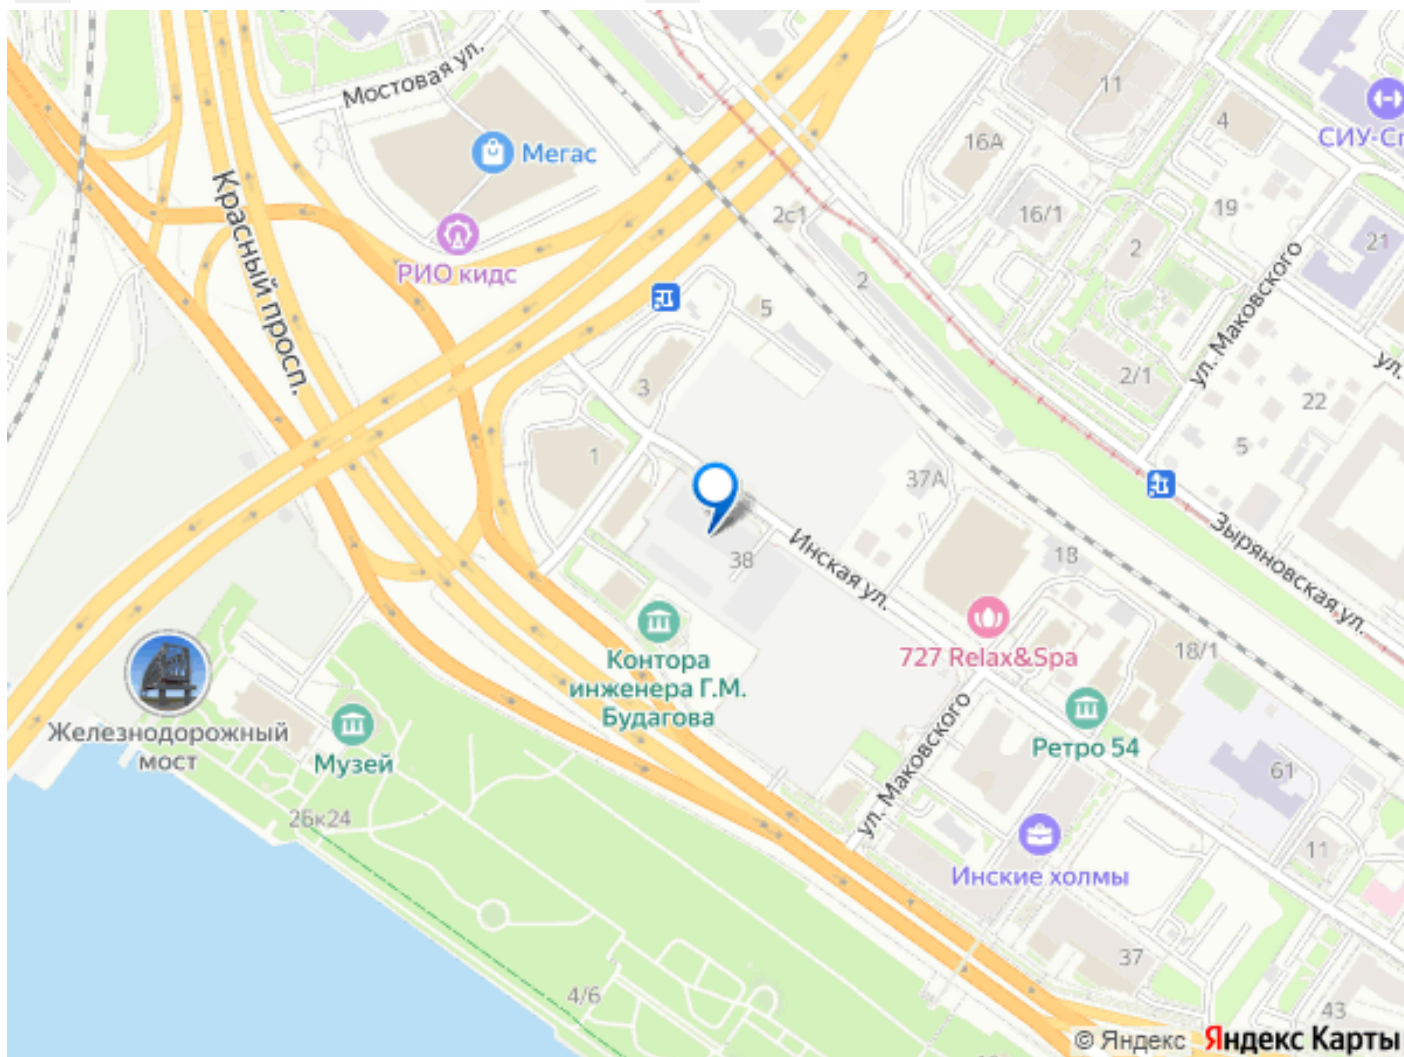 Мостовая ул.
Мегас
РИО кидс
Красный просп.
11
4
СИУ-Сп
16А
16/1
19
2с1
2
21
2
5
ул. Маковского
2/1
ул.
22
3
5
1
37А
Зыряновская ул.
38
Инская ул.
18
727 Relax&Spa
18/1
Контора
инженера Г.М.
Будагова
Железнодорожный
мост
Музей
Ретро 54
ул. Маковского
61
26к24
Инские холмы
11
37
4/6
43
© Яндекс Яндекс Карты